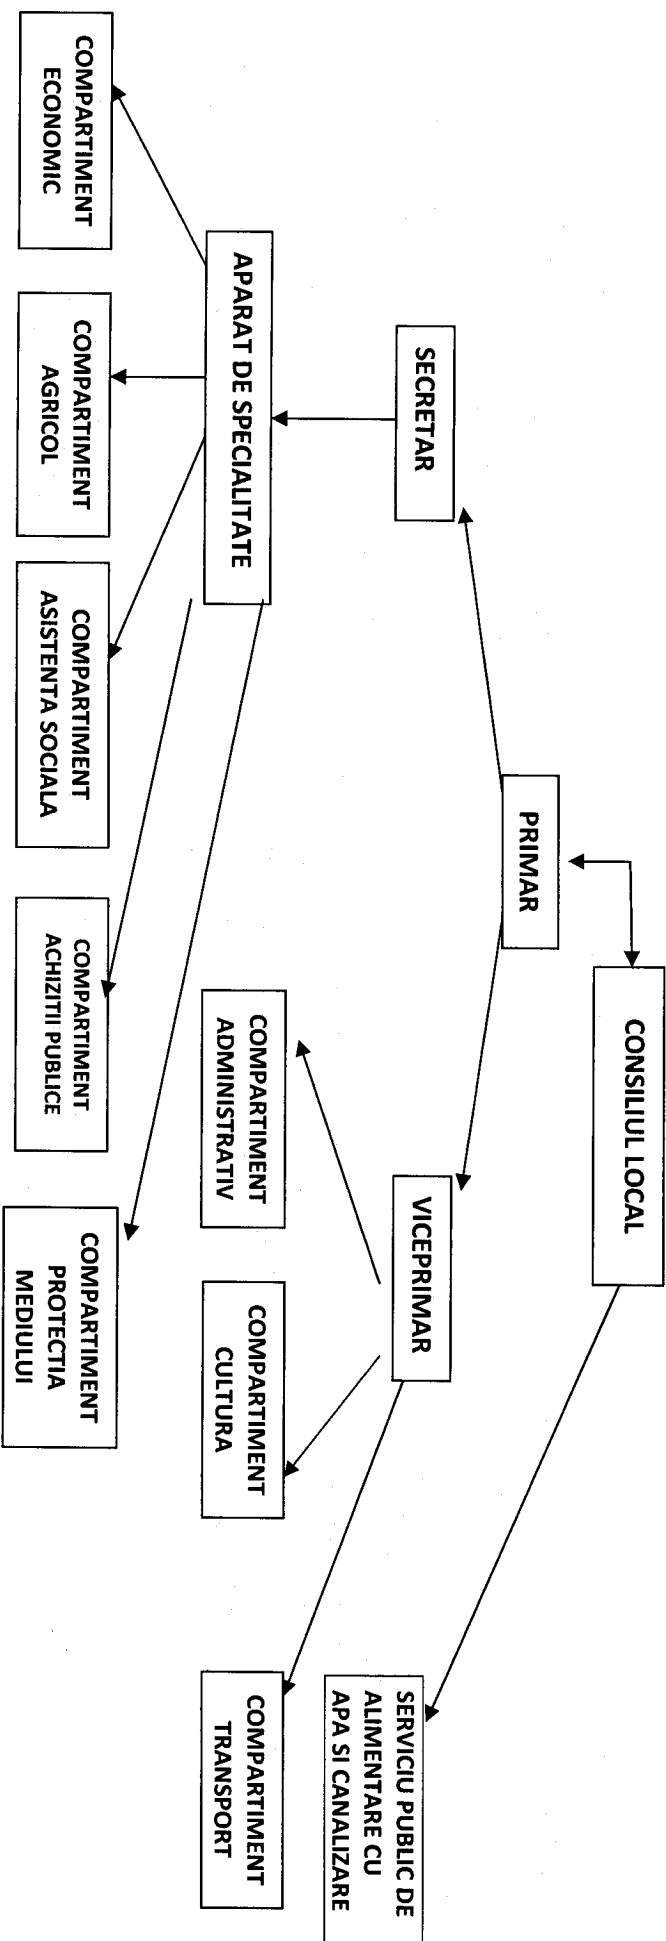 CONSILIUL LOCAL
PRIMAR
SECRETAR
VICEPRIMAR
SERVICIU PUBLIC DE
ALIMENTARE CU
APA SI CANALIZARE
APARAT DE SPECIALITATE
COMPARTIMENT
ADMINISTRATIV
COMPARTIMENT
CULTURA
COMPARTIMENT
TRANSPORT
COMPARTIMENT
ECONOMIC
COMPARTIMENT
AGRICOL
COMPARTIMENT
ASISTENTA SOCIALA
COMPARTIMENT
ACHIZITII PUBLICE
COMPARTIMENT
PROTECTIA
MEDIULUI